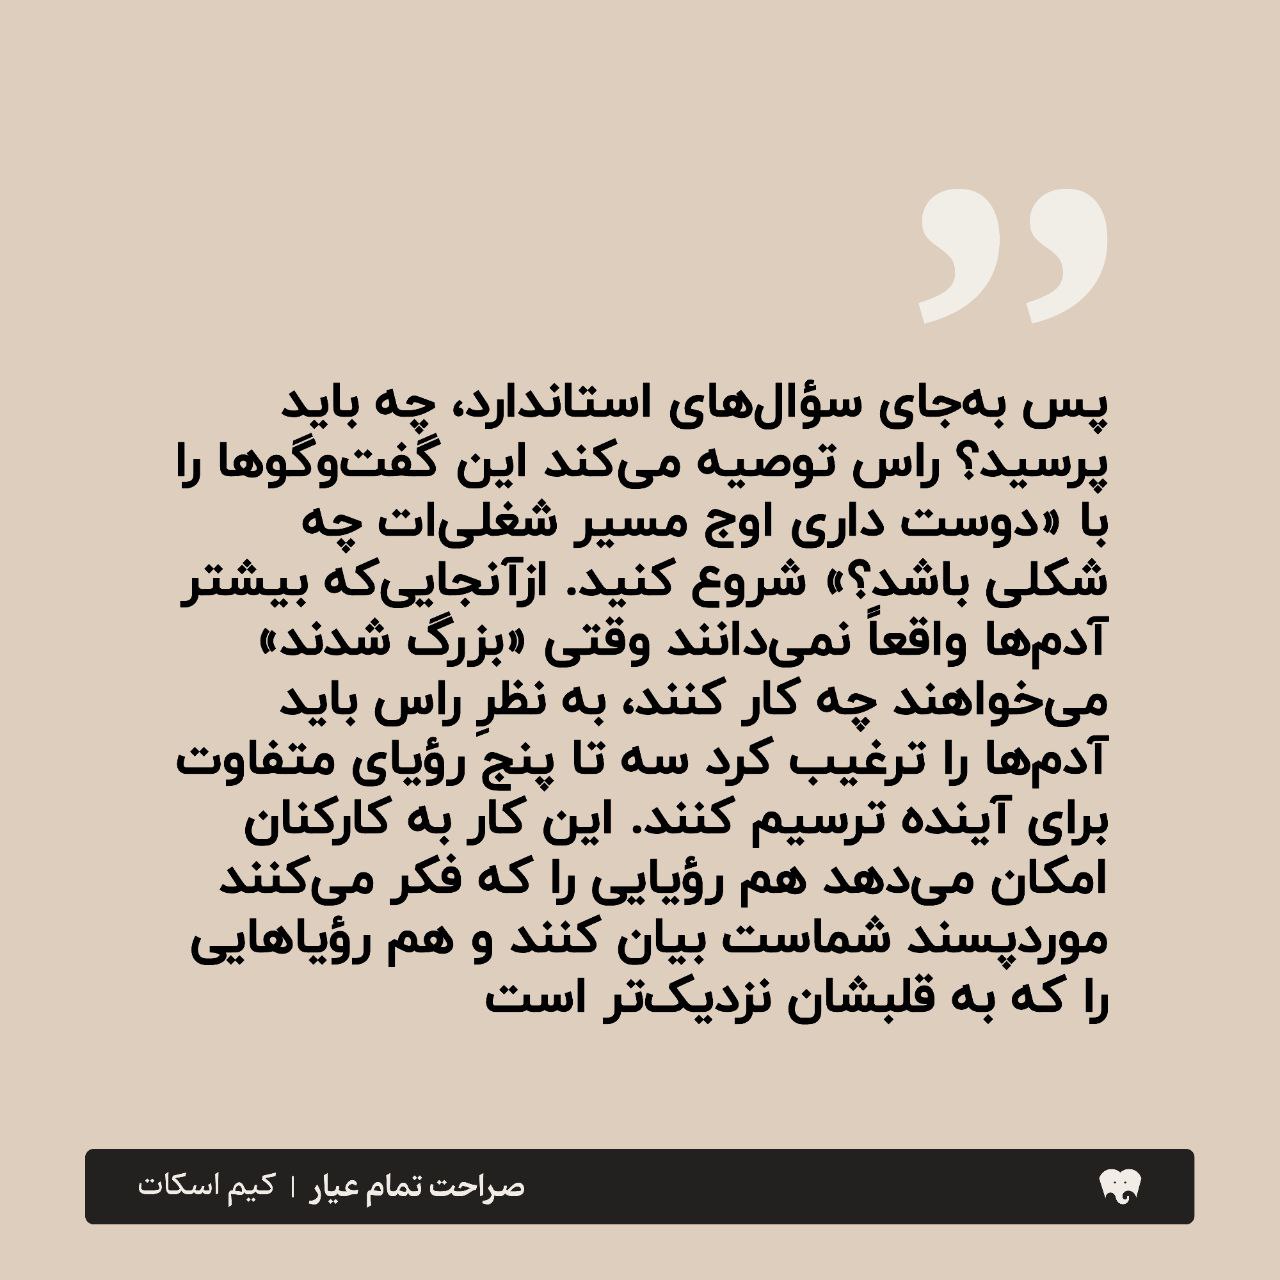 پس به‌جای سؤال‌های استاندارد، چه باید
پرسید؟ راس توصیه می‌کند این گفت‌وگوها را
با «دوست داری اوج مسیر شغلی‌ات چه
شکلی باشد؟» شروع کنید. ازآنجایی‌که بیشتر
آدم‌ها واقعاً نمی‌دانند وقتی «بزرگ شدند»
می‌خواهند چه کار کنند، به نظرِ راس باید
آدم‌ها را ترغیب کرد سه تا پنج رؤیای متفاوت
برای آینده ترسیم کنند. این کار به کارکنان
امکان می‌دهد هم رؤیایی را که فکر می‌کنند
موردپسند شماست بیان کنند و هم رؤیاهایی
را که به قلبشان نزدیک‌تر است
صراحت تمام عیار | کیم اسکات